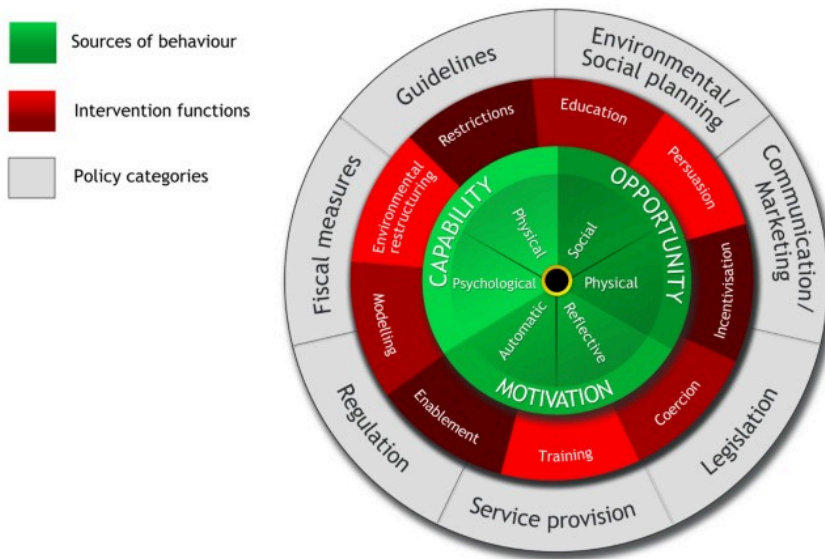 Sources of behaviour
Intervention functions
Policy categories
Guidelines
Environmental/
Social planning
Communication/
Marketing
Legislation
Service provision
Regulation
Fiscal measures
Restrictions
Education
Persuasion
Incentivisation
Coercion
Training
Enablement
Modelling
Environmental
restructuring
CAPABILITY
OPPORTUNITY
MOTIVATION
Physical
Social
Psychological
Physical
Automatic
Reflective